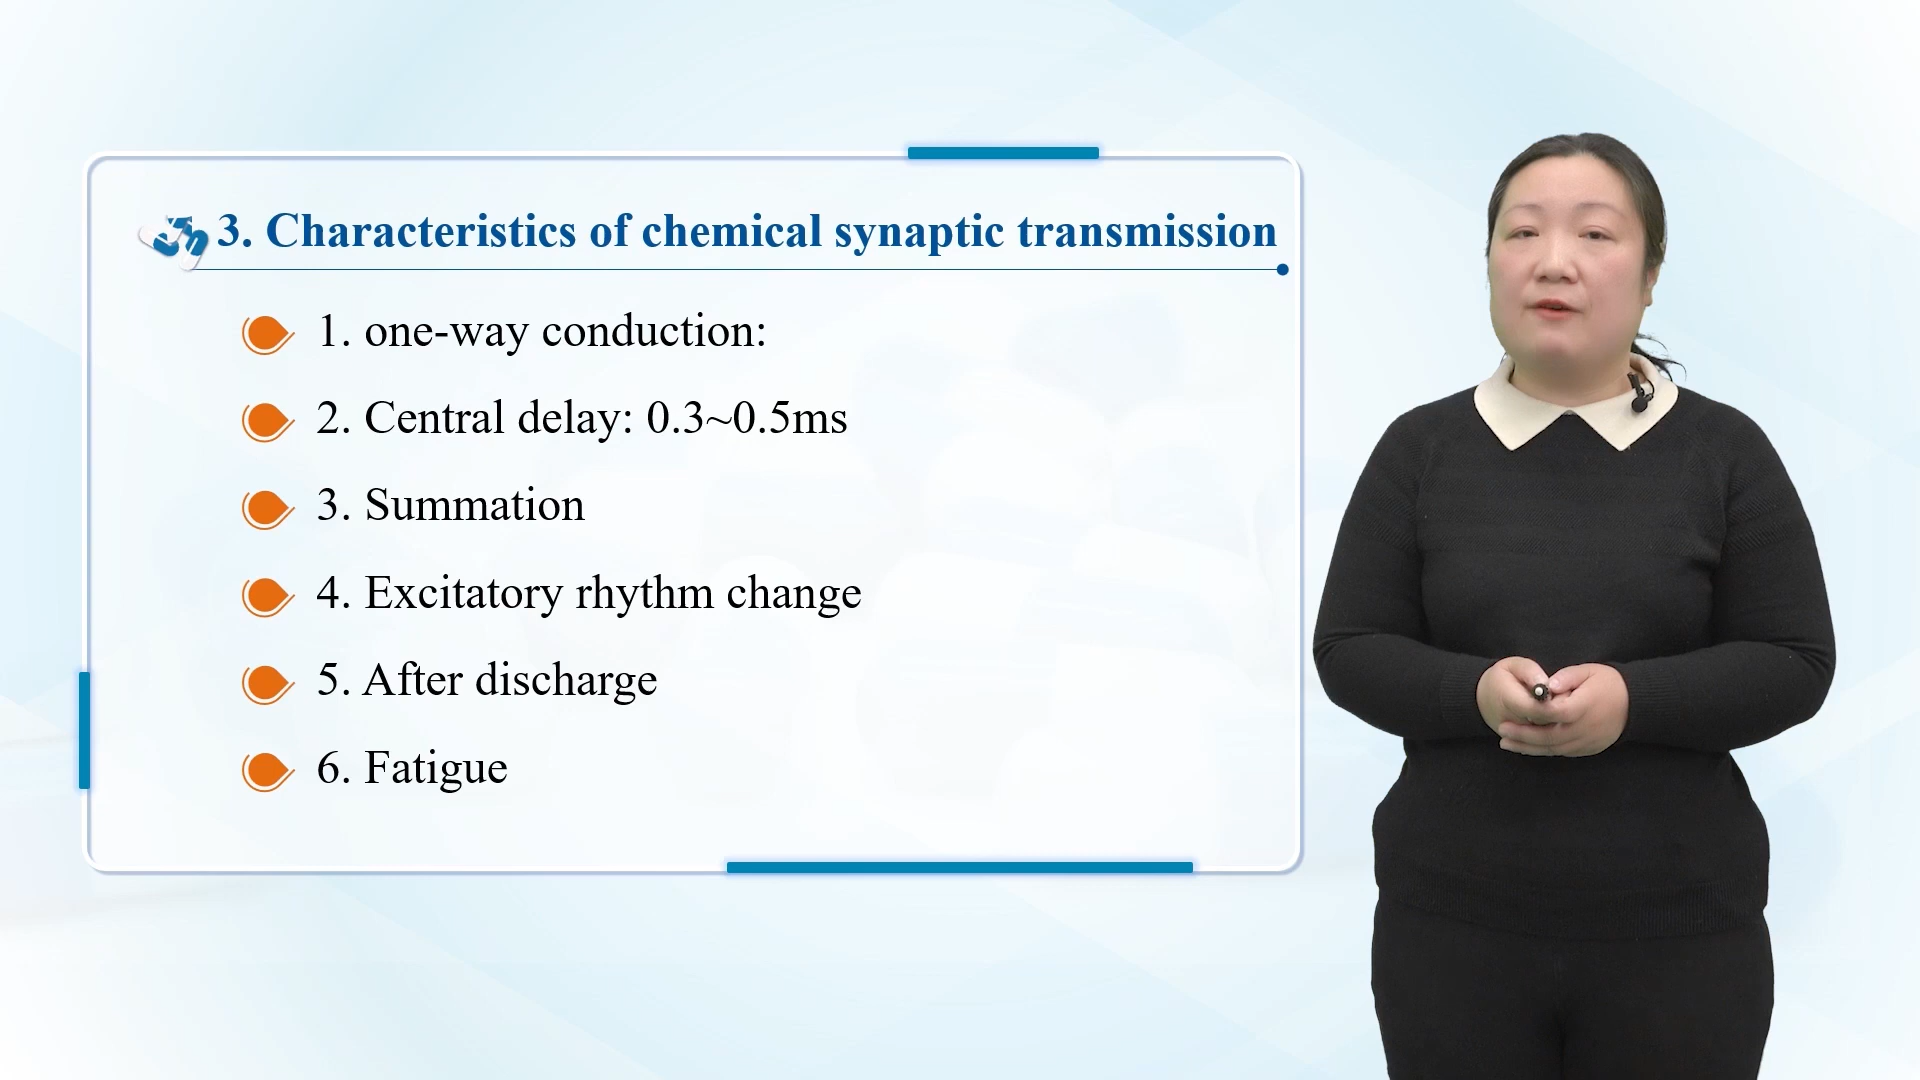 3. Characteristics of chemical synaptic transmission
1. one-way conduction:
2. Central delay: 0.3~0.5ms
3. Summation
4. Excitatory rhythm change
5. After discharge
6. Fatigue